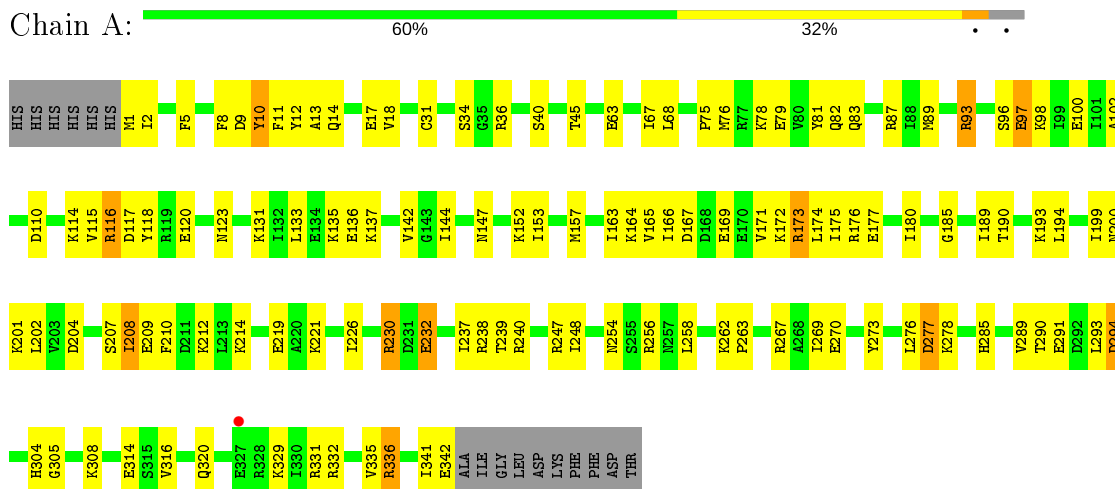 Chain A:
60% 32% • •
HIS HIS HIS HIS HIS HIS M1 I2 F5 F8 D9 Y10 F11 Y12 A13 Q14 E17 V18 C31 S34 G35 R36 S40 T45 E63 I67 L68 P75 M76 R77 K78 E79 V80 Y81 Q82 Q83 R87 I88 M89 R93 S96 E97 K98 I99 E100 I101 A102
D110 K114 V115 R116 D117 Y118 R119 E120 N123 K131 I132 L133 E134 K135 E136 K137 V142 G143 I144 N147 K152 I153 M157 I163 K164 V165 I166 D167 D168 E169 E170 V171 K172 R173 L174 I175 R176 E177 I180 G185 I189 T190 K193 L194 I199 N200
K201 L202 V203 D204 S207 I208 E209 F210 D211 K212 L213 K214 E219 A220 K221 I226 R230 D231 E232 I237 R238 T239 R240 R247 I248 N254 S255 R256 N257 L258 K262 P263 R267 A268 I269 E270 Y273 L276 D277 K278 H285 V289 T290 E291 D292 L293
H304 G305 K308 E314 S315 V316 Q320 E327 R328 K329 I330 R331 R332 V335 R336 I341 E342 ALA ILE GLY LEU ASP LYS PHE PHE ASP THR